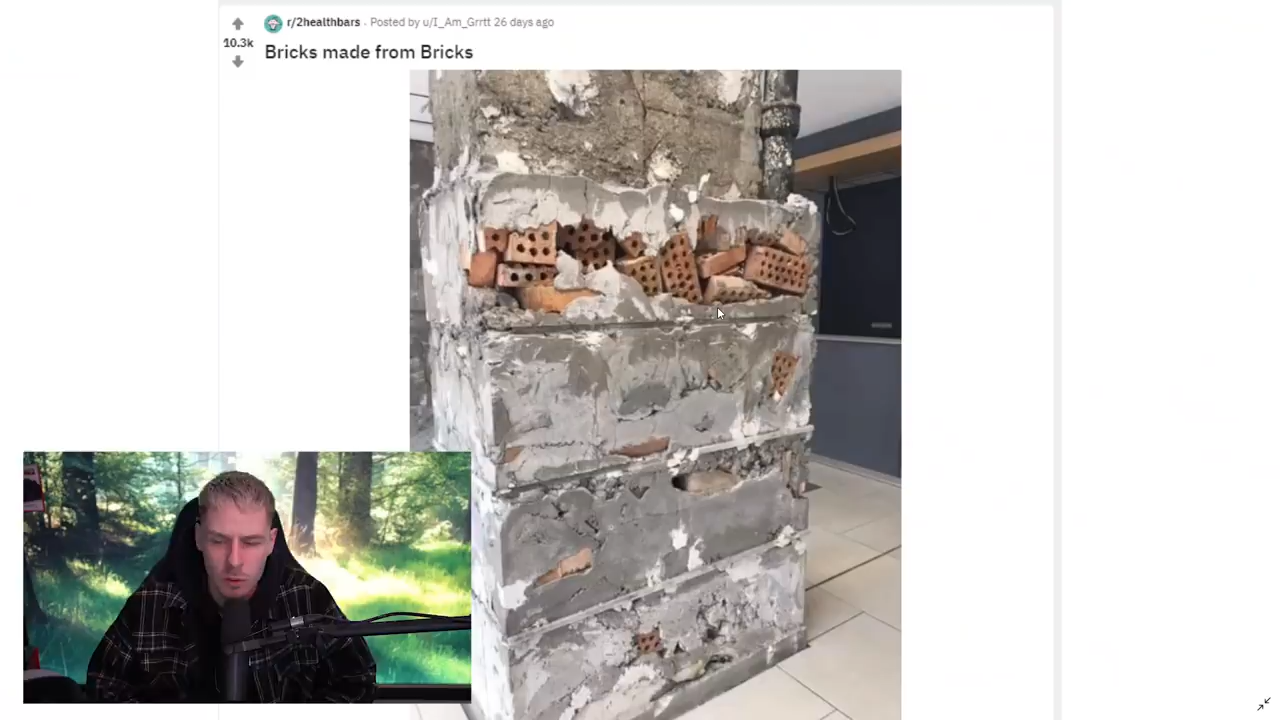 r/2healthbars · Posted by u/I_Am_Grrtt 26 days ago
10.3k
Bricks made from Bricks